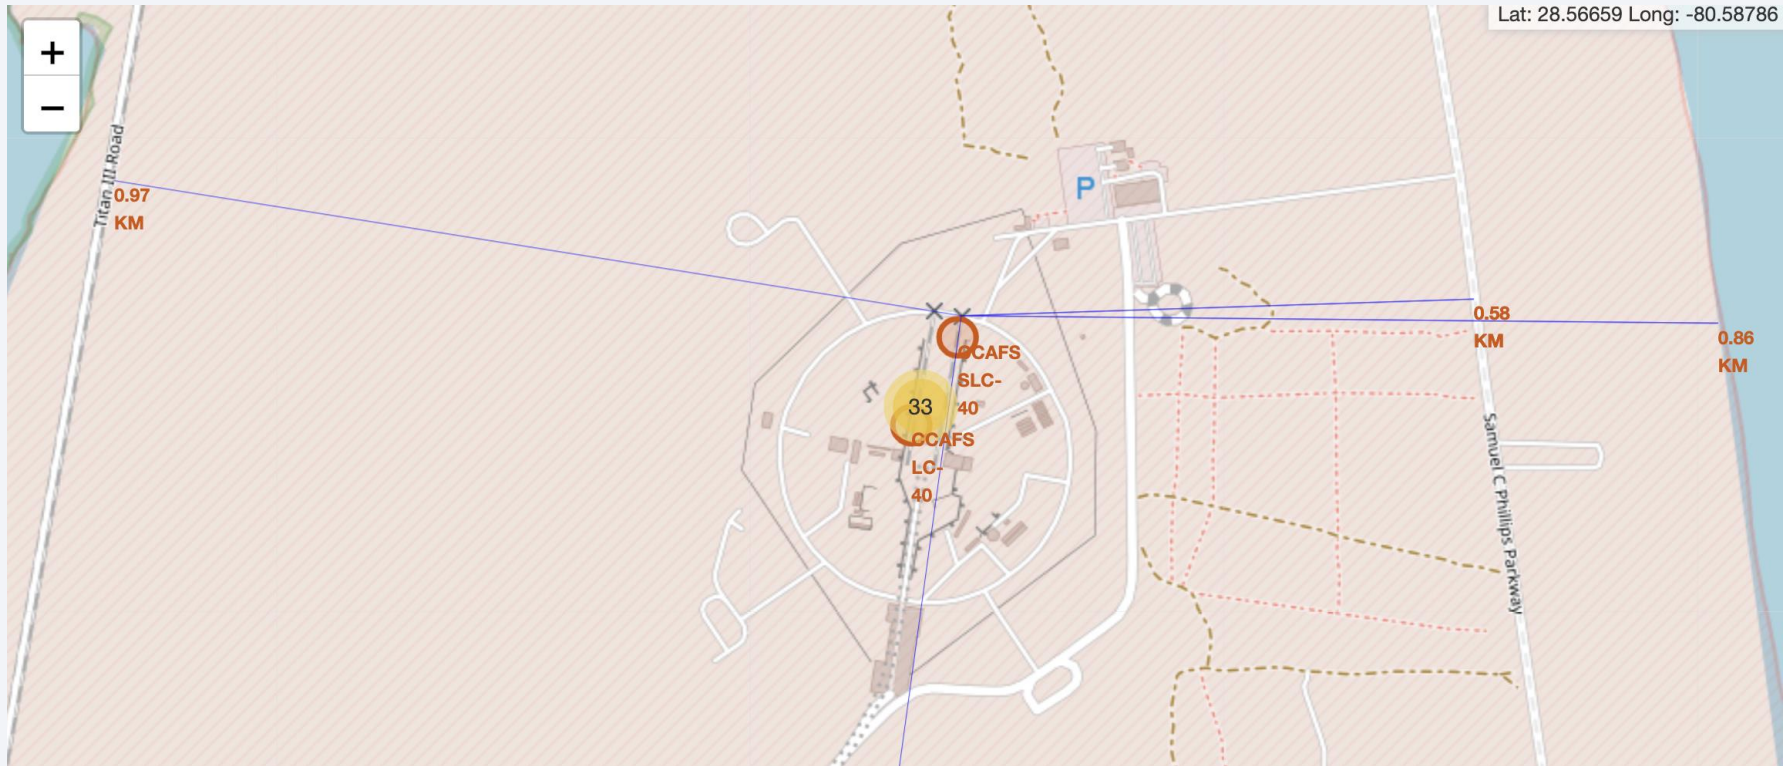 +
−
Lat: 28.56659 Long: -80.58786
Titan III Road
0.97
KM
P
0.58
KM
0.86
KM
CCAFS
SLC-
40
33
CCAFS
LC-
40
Samuel C Phillips Parkway